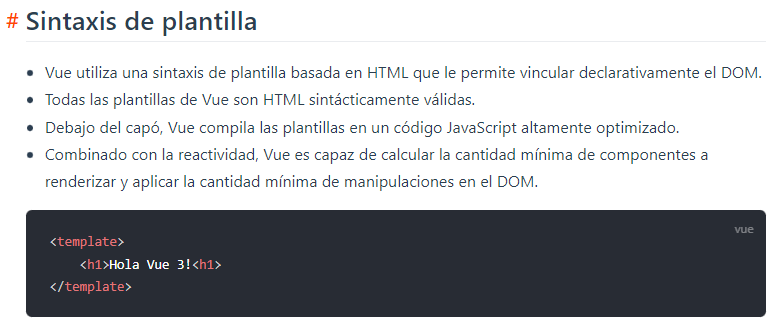 # Sintaxis de plantilla
• Vue utiliza una sintaxis de plantilla basada en HTML que le permite vincular declarativamente el DOM.
• Todas las plantillas de Vue son HTML sintácticamente válidas.
• Debajo del capó, Vue compila las plantillas en un código JavaScript altamente optimizado.
• Combinado con la reactividad, Vue es capaz de calcular la cantidad mínima de componentes a
renderizar y aplicar la cantidad mínima de manipulaciones en el DOM.
vue
<template>
    <h1>Hola Vue 3!<h1>
</template>